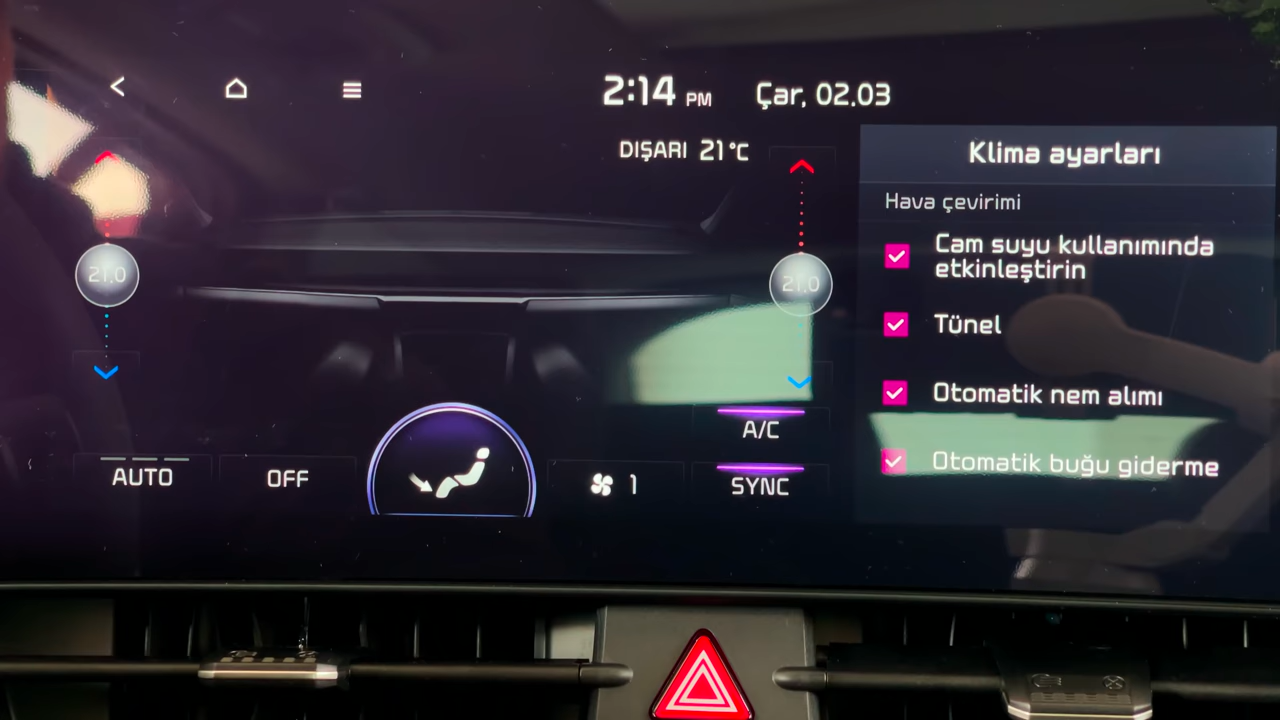 2:14 PM Çar, 02.03
DIŞARI 21°C
Klima ayarları
Hava çevirimi
Cam suyu kullanımında
etkinleştirin
Tünel
Otomatik nem alımı
Otomatik buğu giderme
21.0
21.0
A/C
AUTO
OFF
1
SYNC